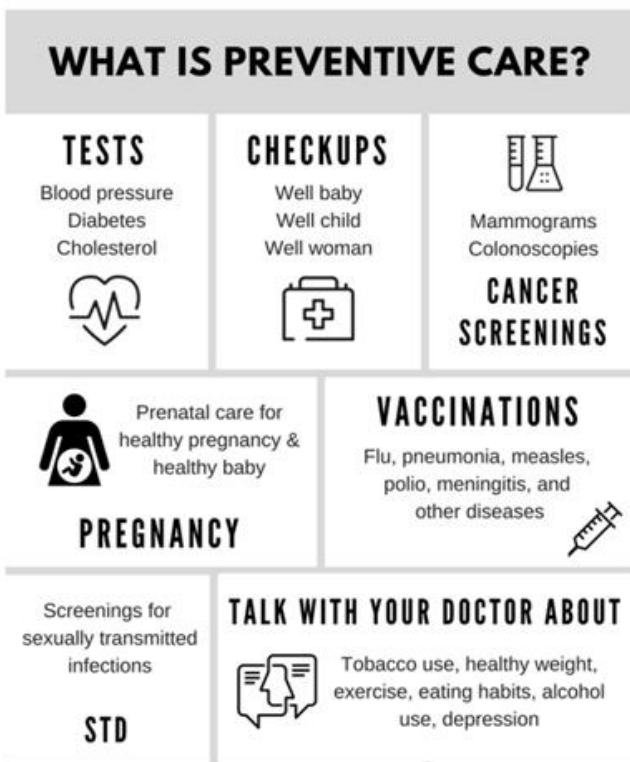 WHAT IS PREVENTIVE CARE?
TESTS
Blood pressure
Diabetes
Cholesterol
CHECKUPS
Well baby
Well child
Well woman
Mammograms
Colonoscopies
CANCER
SCREENINGS
Prenatal care for
healthy pregnancy &
healthy baby
PREGNANCY
VACCINATIONS
Flu, pneumonia, measles,
polio, meningitis, and
other diseases
Screenings for
sexually transmitted
infections
STD
TALK WITH YOUR DOCTOR ABOUT
Tobacco use, healthy weight,
exercise, eating habits, alcohol
use, depression